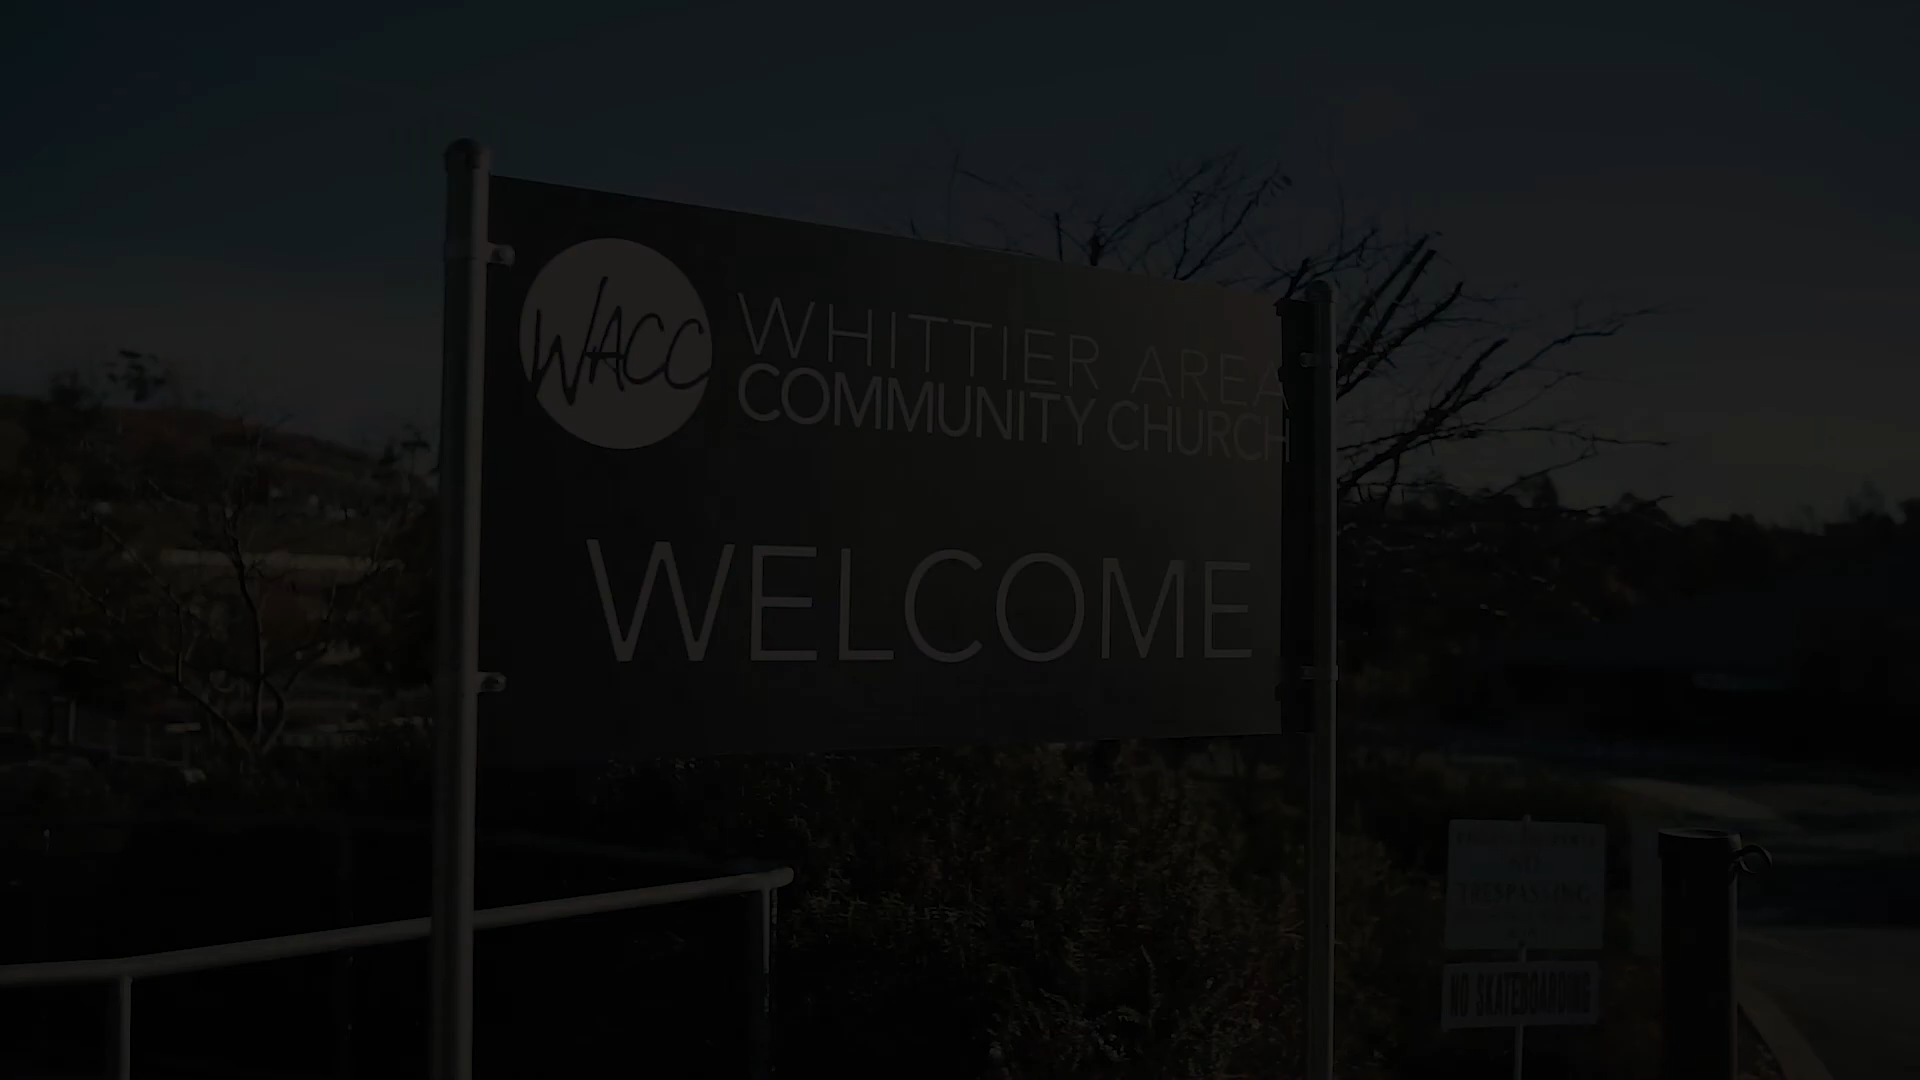 WACC
WHITTIER AREA
COMMUNITY CHURCH
WELCOME
NO
TRESPASSING
NO SKATEBOARDING